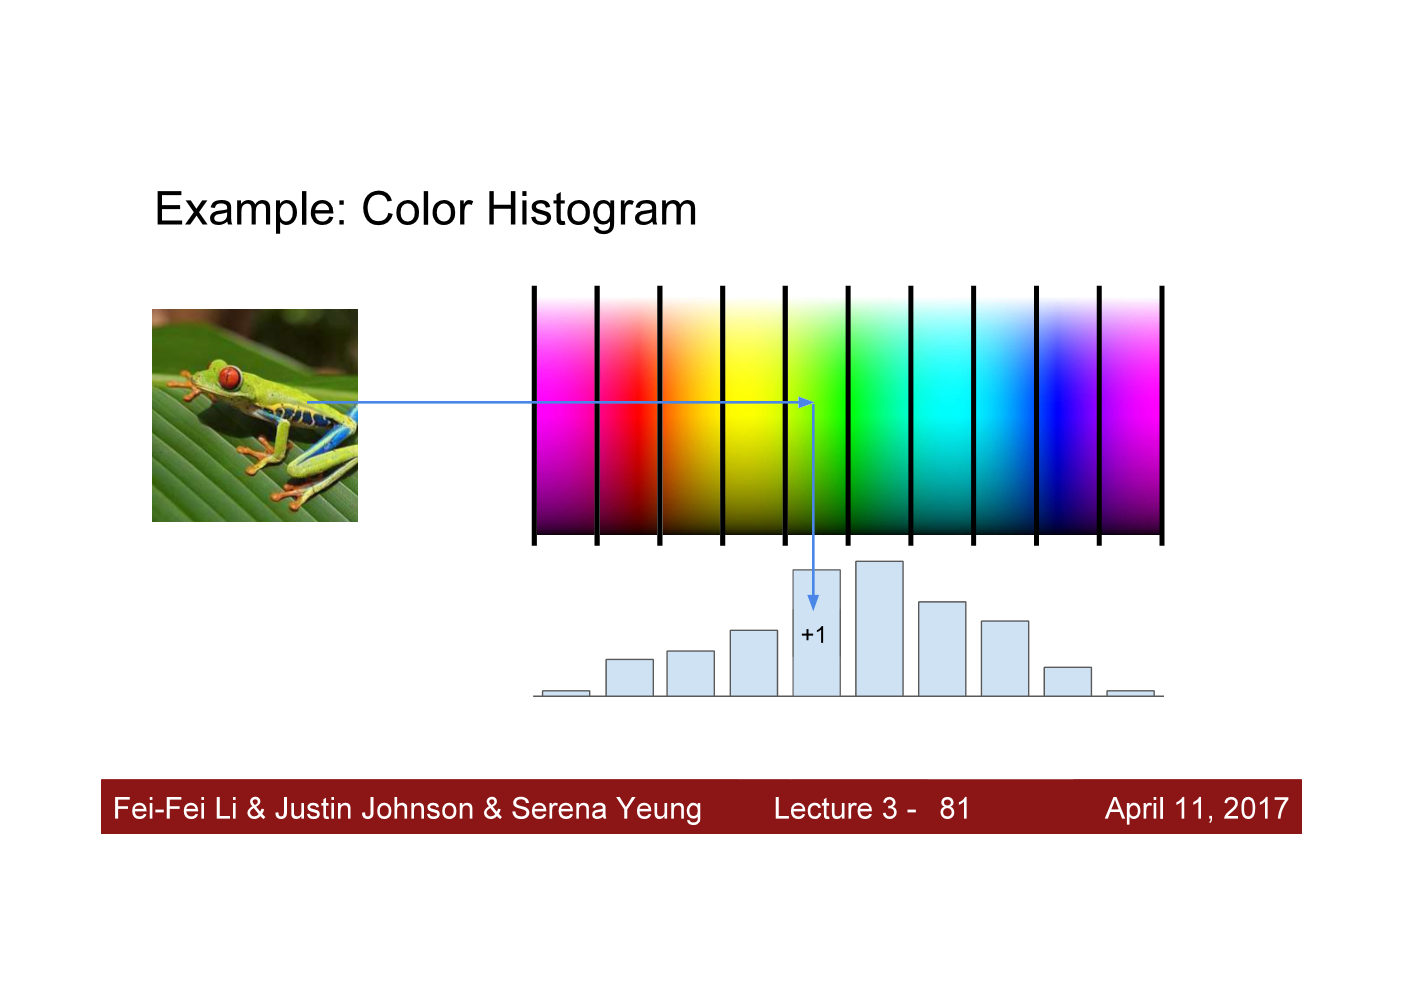 Example: Color Histogram
+1
Fei-Fei Li & Justin Johnson & Serena Yeung Lecture 3 - 81 April 11, 2017